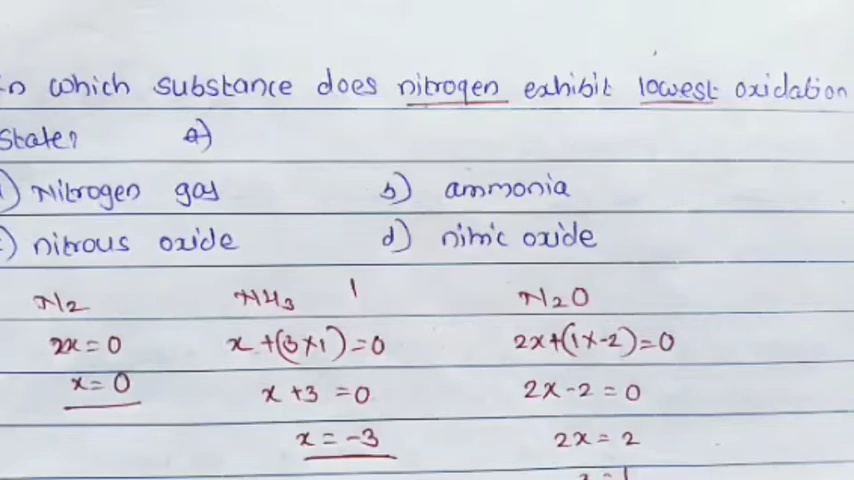 in which substance does nitrogen exhibit lowest oxidation
state? a)
) Nitrogen gas b) ammonia
c) nitrous oxide d) nitric oxide
N2 NH3 1 N2O
2x=0 x+(3×1)=0 2x+(1×-2)=0
x=0 x+3=0 2x-2=0
x=-3 2x=2